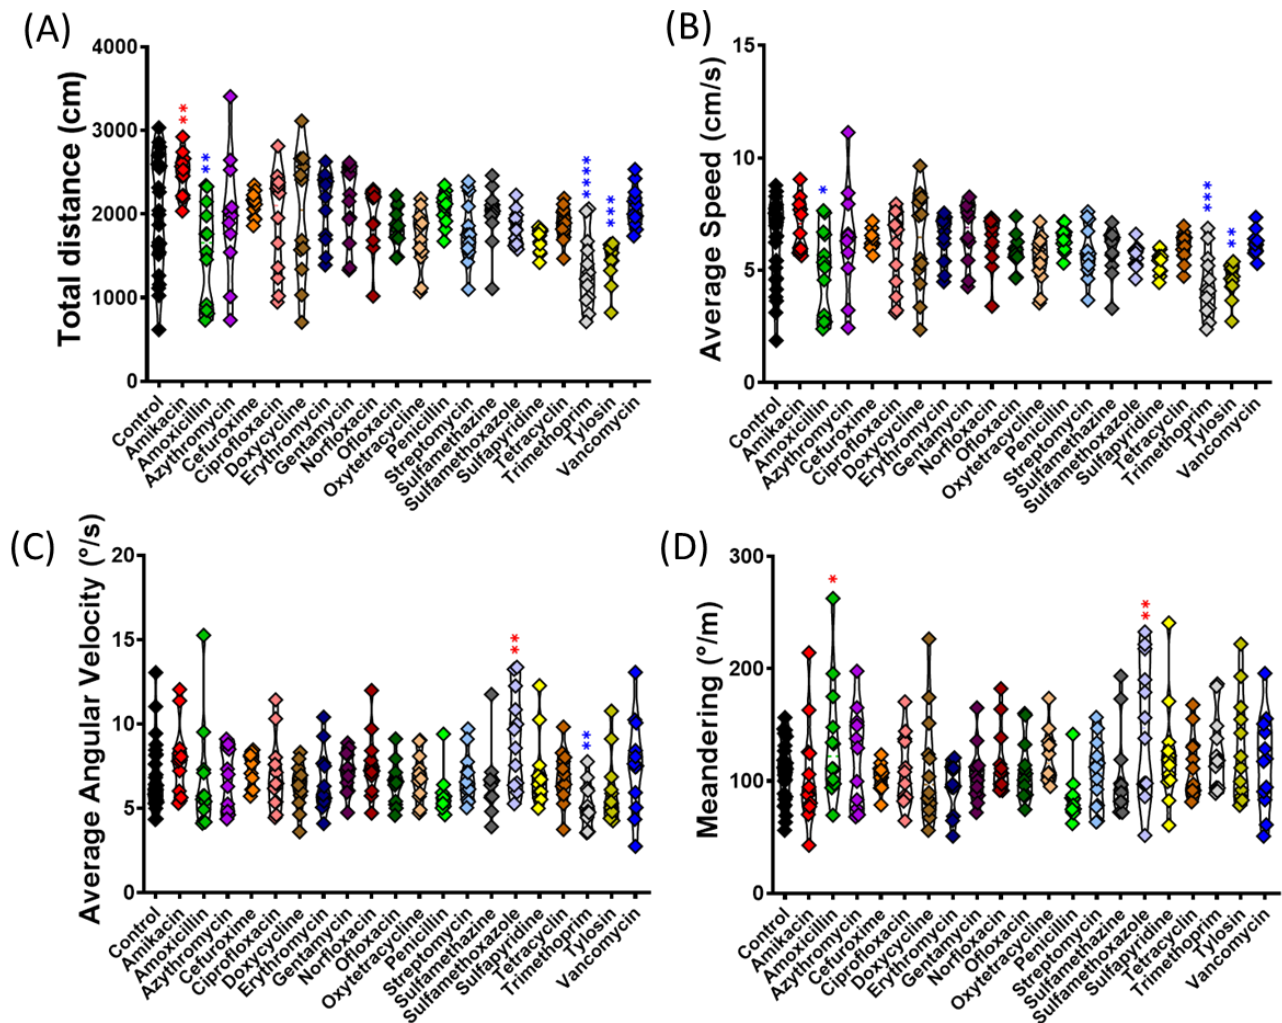 (A)
Total distance (cm)
4000
3000
2000
1000
0
**
**
****
***
Control
Amikacin
Amoxicillin
Azythromycin
Cefuroxime
Ciprofloxacin
Doxycycline
Erythromycin
Gentamycin
Norfloxacin
Ofloxacin
Oxytetracycline
Penicillin
Streptomycin
Sulfamethazine
Sulfamethoxazole
Sulfapyridine
Tetracyclin
Trimethoprim
Tylosin
Vancomycin
(B)
Average Speed (cm/s)
15
10
5
0
*
***
**
Control
Amikacin
Amoxicillin
Azythromycin
Cefuroxime
Ciprofloxacin
Doxycycline
Erythromycin
Gentamycin
Norfloxacin
Ofloxacin
Oxytetracycline
Penicillin
Streptomycin
Sulfamethazine
Sulfamethoxazole
Sulfapyridine
Tetracyclin
Trimethoprim
Tylosin
Vancomycin
(C)
Average Angular Velocity (°/s)
20
15
10
5
0
**
**
Control
Amikacin
Amoxicillin
Azythromycin
Cefuroxime
Ciprofloxacin
Doxycycline
Erythromycin
Gentamycin
Norfloxacin
Ofloxacin
Oxytetracycline
Penicillin
Streptomycin
Sulfamethazine
Sulfamethoxazole
Sulfapyridine
Tetracyclin
Trimethoprim
Tylosin
Vancomycin
(D)
Meandering (°/m)
300
200
100
0
*
**
Control
Amikacin
Amoxicillin
Azythromycin
Cefuroxime
Ciprofloxacin
Doxycycline
Erythromycin
Gentamycin
Norfloxacin
Ofloxacin
Oxytetracycline
Penicillin
Streptomycin
Sulfamethazine
Sulfamethoxazole
Sulfapyridine
Tetracyclin
Trimethoprim
Tylosin
Vancomycin